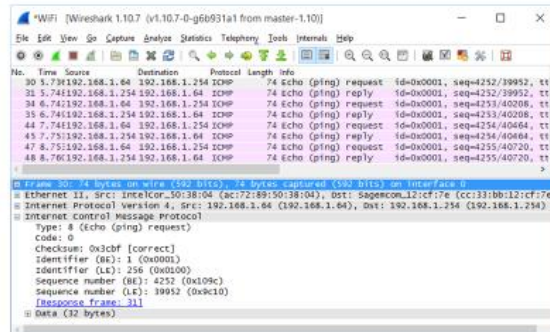 *WiFi [Wireshark 1.10.7 (v1.10.7-0-g6b931a1 from master-1.10)]
File Edit View Go Capture Analyze Statistics Telephony Tools Internals Help
No. Time Source Destination Protocol Length Info
30 5.73 192.168.1.64 192.168.1.254 ICMP 74 Echo (ping) request id=0x0001, seq=4252/39952, tt
31 5.74 192.168.1.254 192.168.1.64 ICMP 74 Echo (ping) reply id=0x0001, seq=4252/39952, tt
34 6.74 192.168.1.64 192.168.1.254 ICMP 74 Echo (ping) request id=0x0001, seq=4253/40208, tt
35 6.74 192.168.1.254 192.168.1.64 ICMP 74 Echo (ping) reply id=0x0001, seq=4253/40208, tt
44 7.74 192.168.1.64 192.168.1.254 ICMP 74 Echo (ping) request id=0x0001, seq=4254/40464, tt
45 7.75 192.168.1.254 192.168.1.64 ICMP 74 Echo (ping) reply id=0x0001, seq=4254/40464, tt
47 8.75 192.168.1.64 192.168.1.254 ICMP 74 Echo (ping) request id=0x0001, seq=4255/40720, tt
48 8.76 192.168.1.254 192.168.1.64 ICMP 74 Echo (ping) reply id=0x0001, seq=4255/40720, tt
Frame 30: 74 bytes on wire (592 bits), 74 bytes captured (592 bits) on interface 0
Ethernet II, Src: IntelCor_50:38:04 (ac:72:89:50:38:04), Dst: Sagemcom_12:cf:7e (cc:33:bb:12:cf:7e
Internet Protocol Version 4, Src: 192.168.1.64 (192.168.1.64), Dst: 192.168.1.254 (192.168.1.254)
Internet Control Message Protocol
Type: 8 (Echo (ping) request)
Code: 0
Checksum: 0x3cbf [correct]
Identifier (BE): 1 (0x0001)
Identifier (LE): 256 (0x0100)
Sequence number (BE): 4252 (0x109c)
Sequence number (LE): 39952 (0x9c10)
[Response frame: 31]
Data (32 bytes)